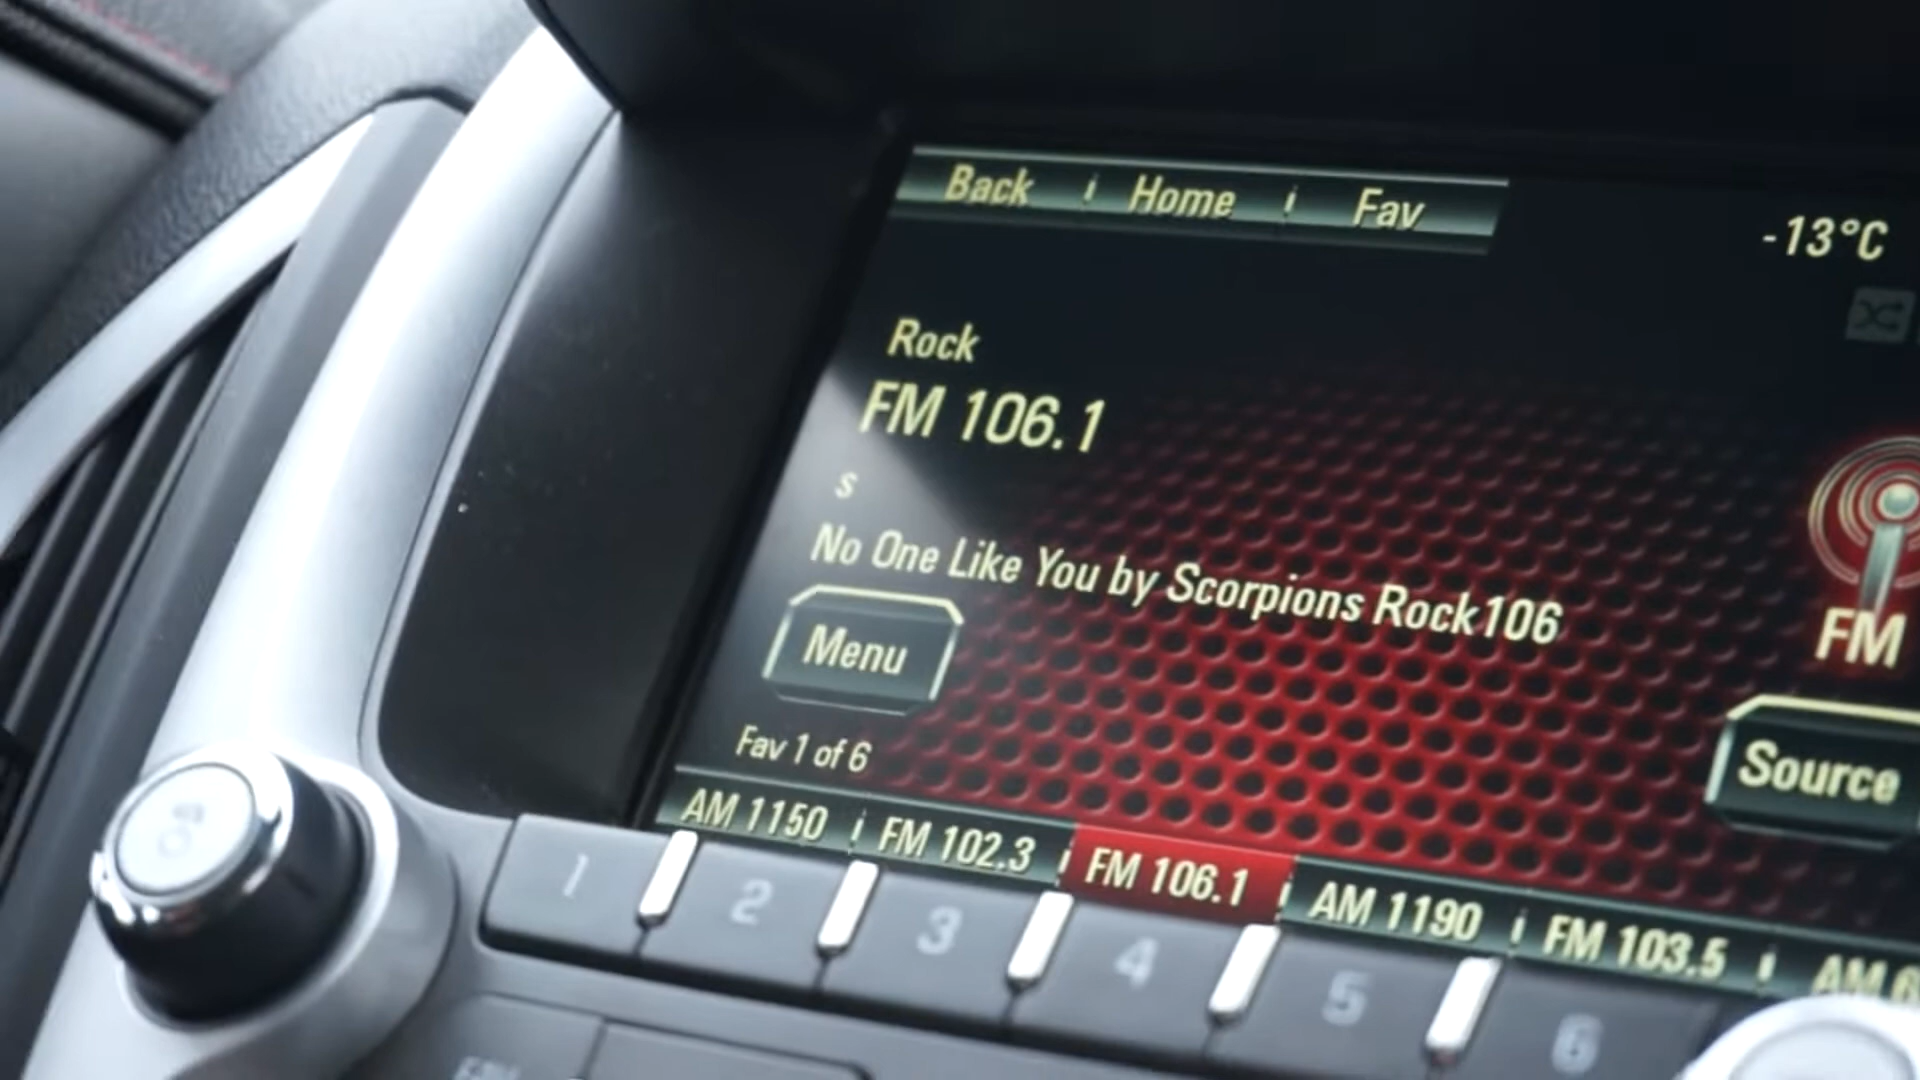 Back Home Fav
-13°C
Rock
FM 106.1
s
No One Like You by Scorpions Rock106
FM
Menu
Source
Fav 1 of 6
AM 1150 FM 102.3 FM 106.1 AM 1190 FM 103.5 AM 6
1 2 3 4 5 6